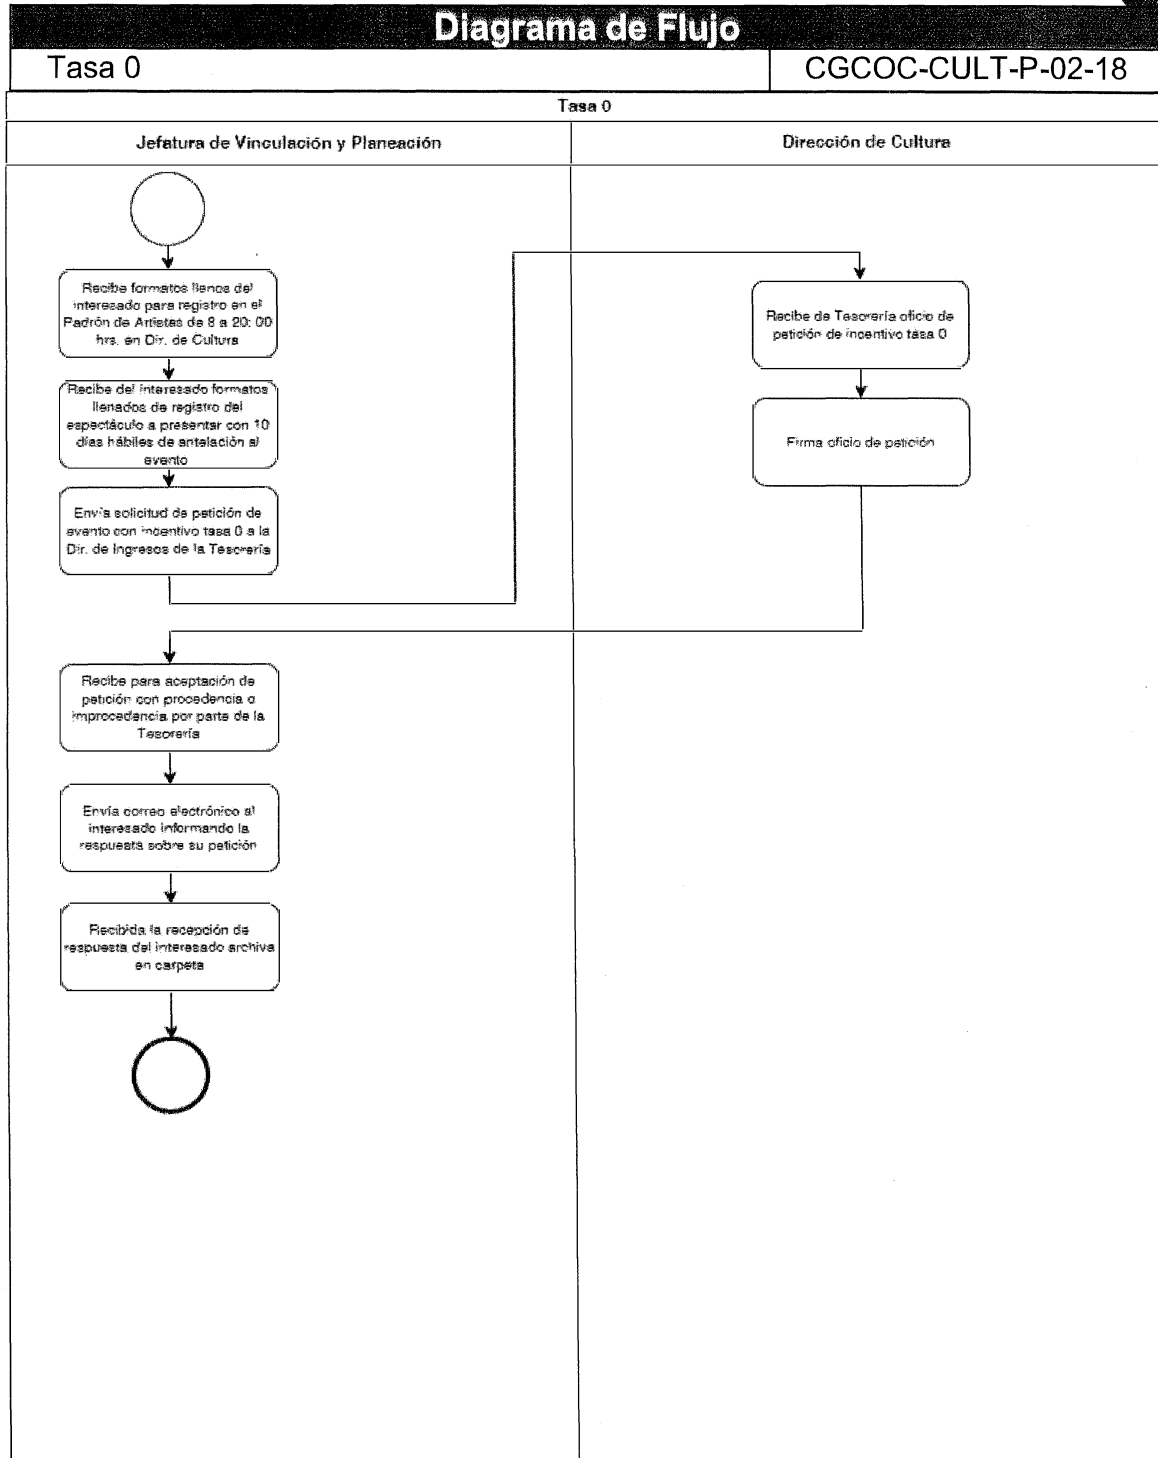 Diagrama de Flujo
Tasa 0
CGCOC-CULT-P-02-18
Tasa 0
Jefatura de Vinculación y Planeación
Dirección de Cultura
Recibe formatos llenos del
interesado para registro en el
Padrón de Artistas de 8 a 20: 00
hrs. en Dir. de Cultura
Recibe del interesado formatos
llenados de registro del
espectáculo a presentar con 10
días hábiles de antelación al
evento
Envía solicitud de petición de
evento con incentivo tasa 0 a la
Dir. de Ingresos de la Tesorería
Recibe de Tesorería oficio de
petición de incentivo tasa 0
Firma oficio de petición
Recibe para aceptación de
petición con procedencia o
improcedencia por parte de la
Tesorería
Envía correo electrónico al
interesado informando la
respuesta sobre su petición
Recibida la recepción de
respuesta del interesado archiva
en carpeta